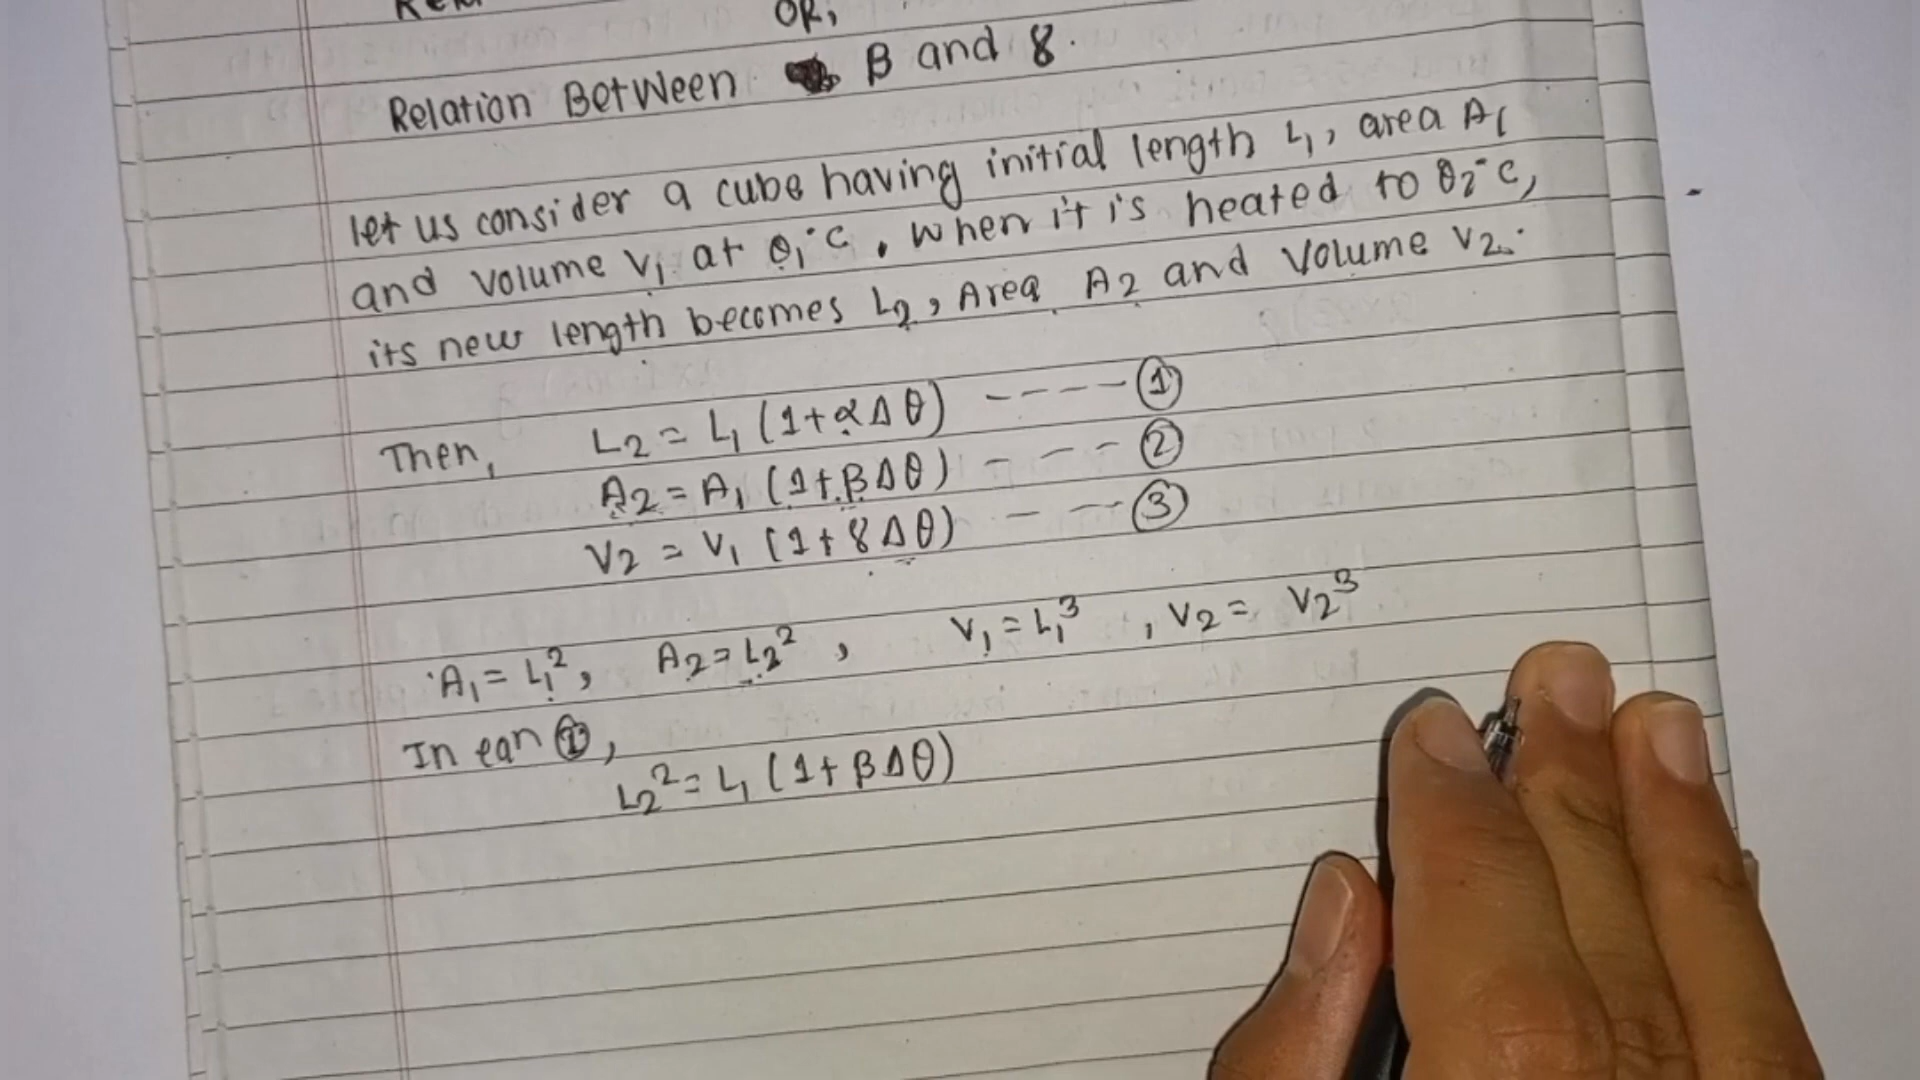 OR,
Relation Between β and γ.
let us consider a cube having initial length L₁, area A₁
and volume V₁ at θ₁°C. When it is heated to θ₂°C,
its new length becomes L₂, Area A₂ and Volume V₂.
Then, L₂ = L₁ (1+αΔθ) ----①
A₂ = A₁ (1+βΔθ) ----②
V₂ = V₁ (1+γΔθ) ----③
A₁ = L₁², A₂ = L₂², V₁ = L₁³, V₂ = V₂³
In eqn ②,
L₂² = L₁ (1+βΔθ)